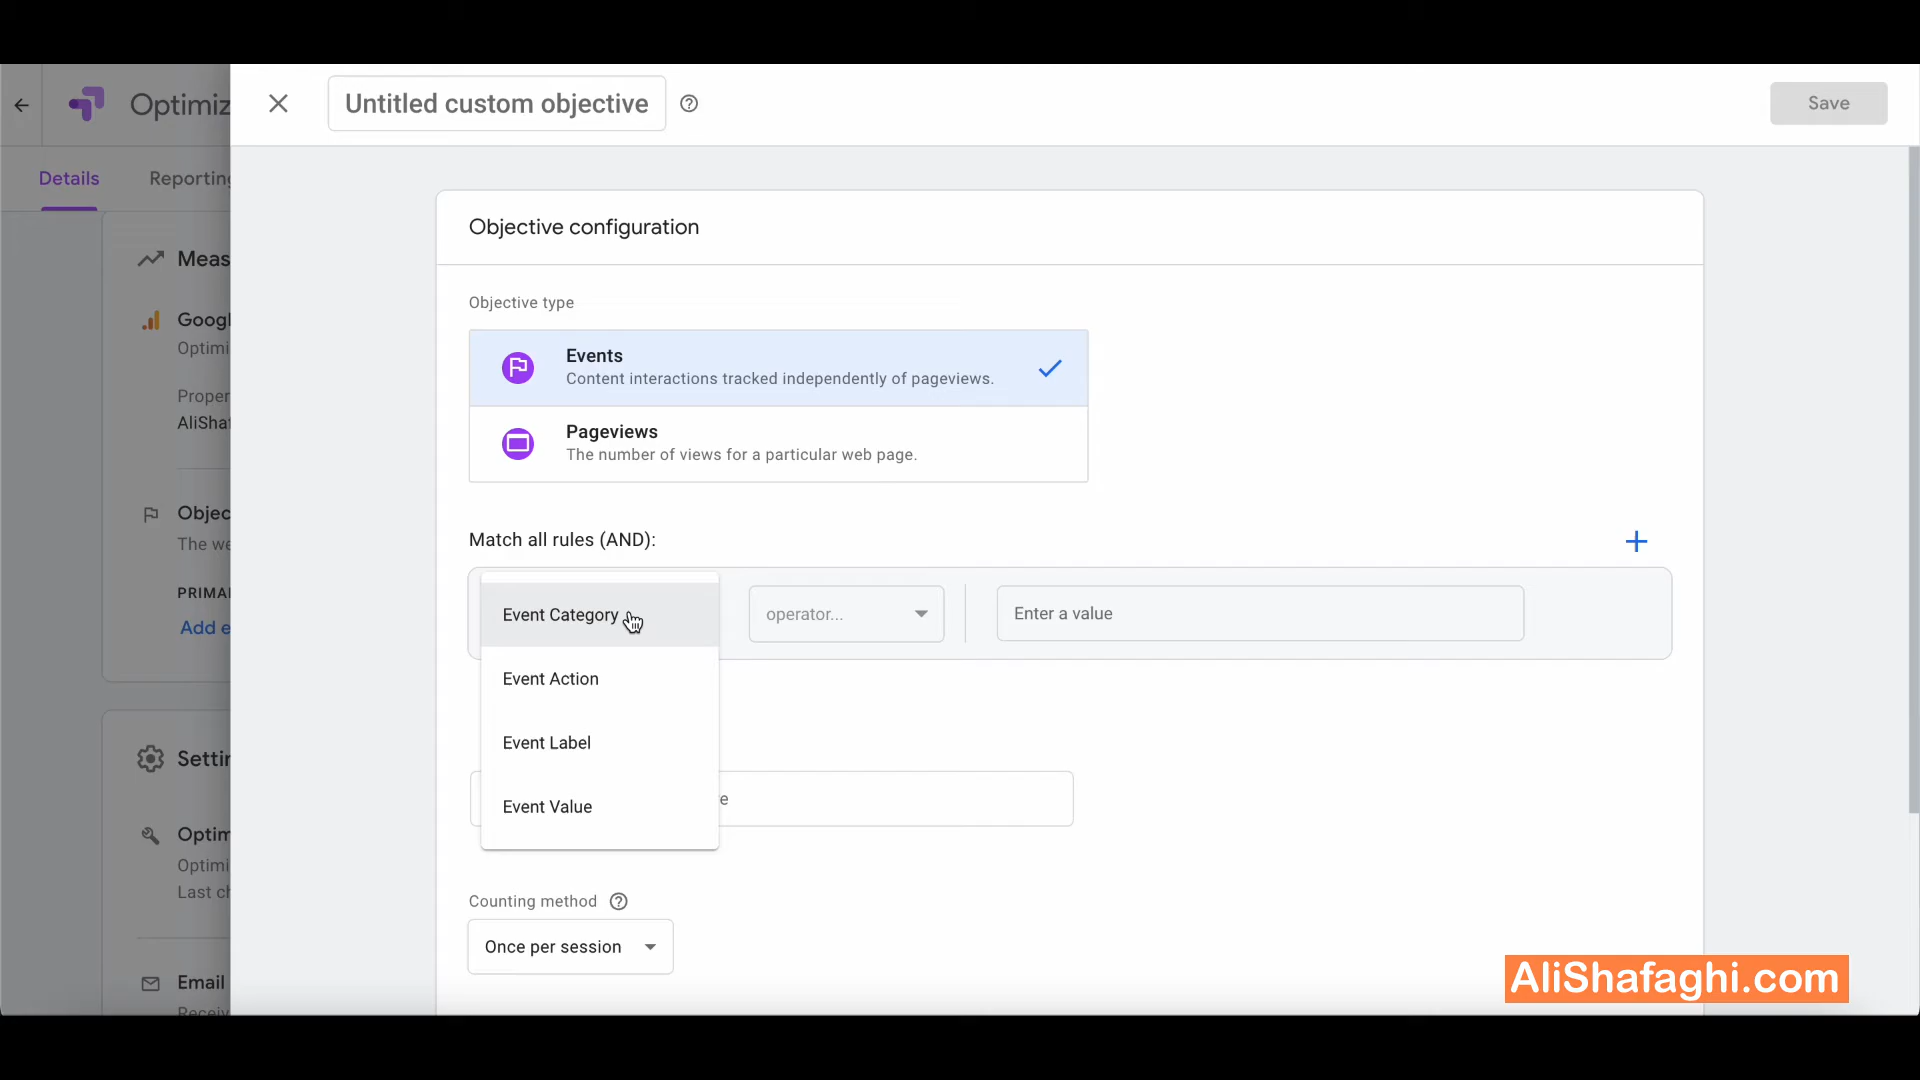 Optimiz
Untitled custom objective
Save
Details
Reporting
Meas
Googl
Optimi
Proper
AliShaf
Objec
The we
PRIMA
Add e
Settin
Optim
Optimi
Last ch
Email
Receiv
Objective configuration
Objective type
Events
Content interactions tracked independently of pageviews.
Pageviews
The number of views for a particular web page.
Match all rules (AND):
Event Category
operator...
Enter a value
Event Action
Event Label
Event Value
e
Counting method
Once per session
AliShafaghi.com